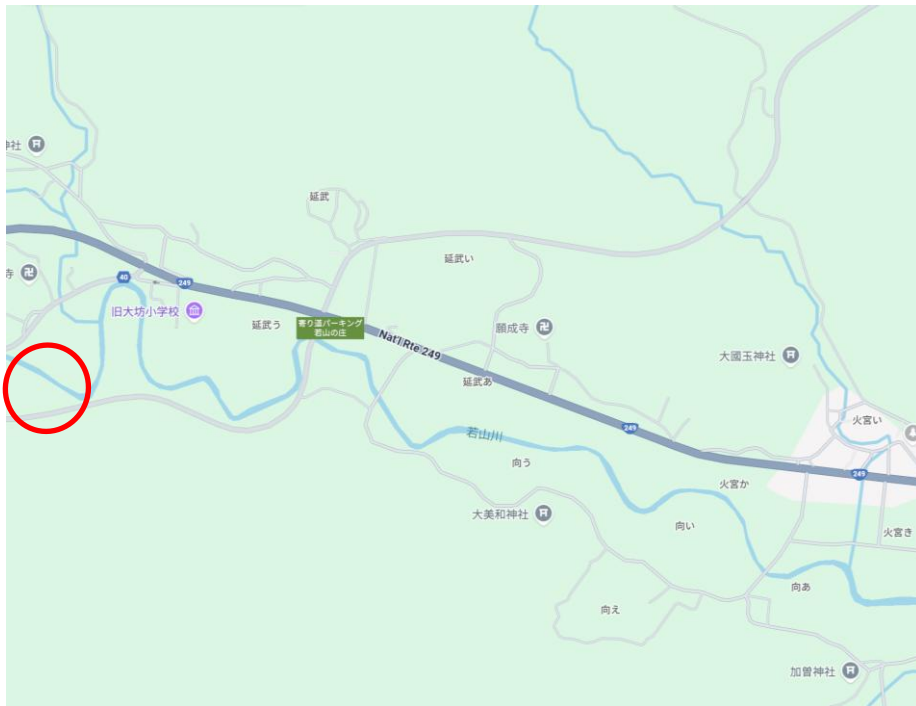 神社
延武
延武い
寺
40
249
旧大坊小学校
延武う
寄り道パーキング
若山の庄
Nat'l Rte 249
願成寺
大國玉神社
延武あ
249
火宮い
若山川
向う
249
火宮か
大美和神社
向い
火宮き
向あ
向え
加曽神社